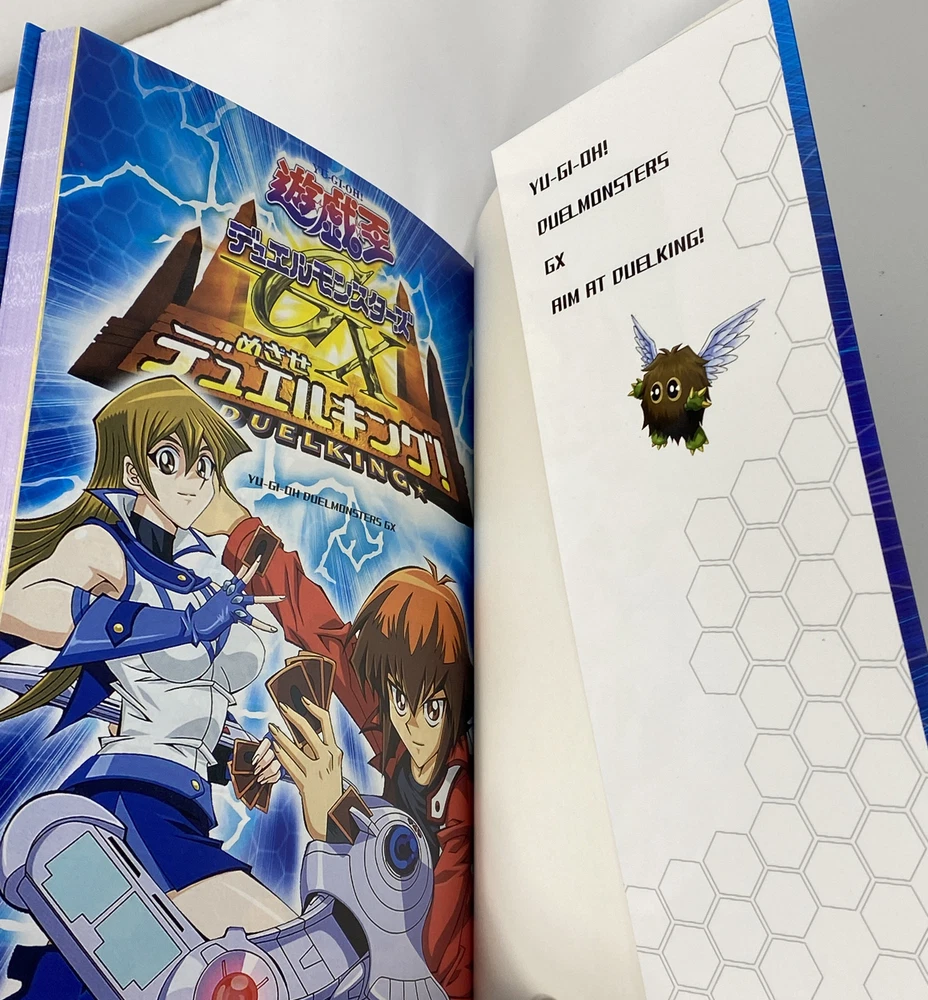 YU-GI-OH!
遊戯王
デュエルモンスターズ
GX
めざせ
デュエルキング!
DUELKING
YU-GI-OH DUELMONSTERS GX
YU-GI-OH!
DUELMONSTERS
GX
AIM AT DUELKING!